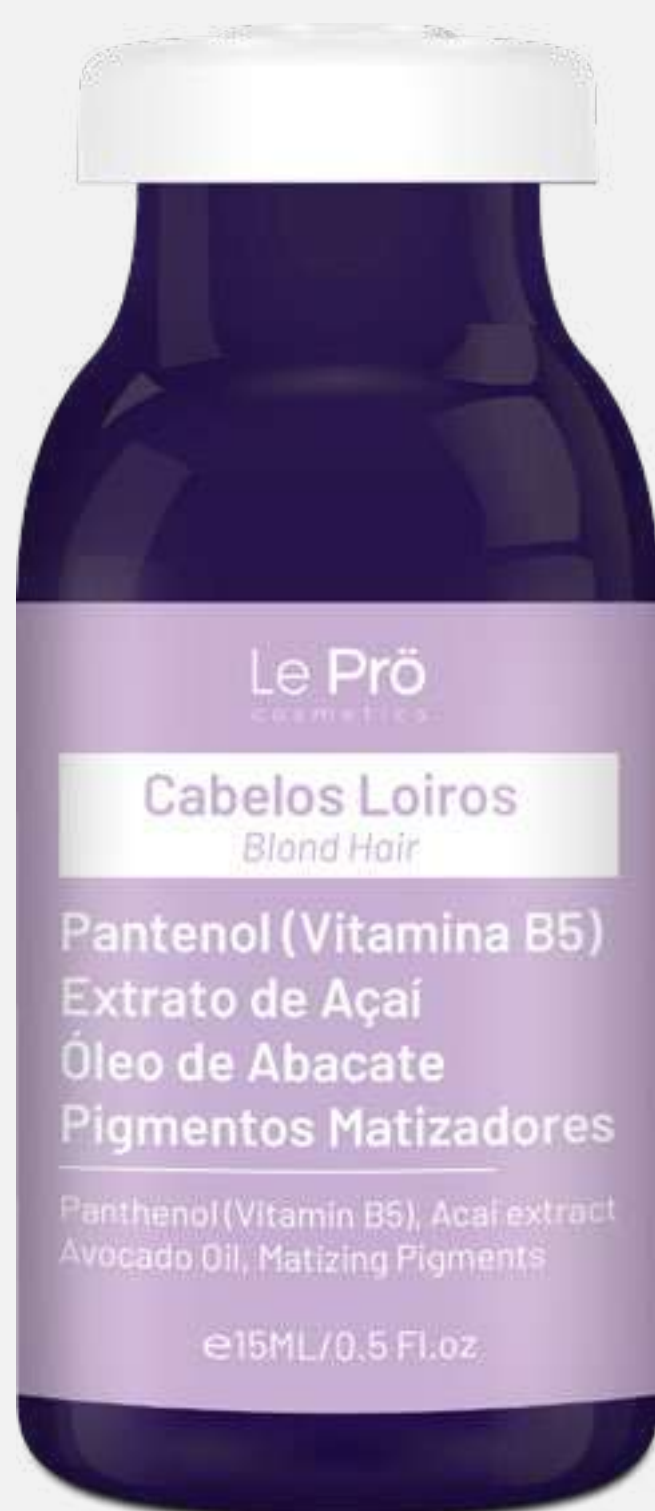 Le Prö
cosmetics
Cabelos Loiros
Blond Hair
Pantenol (Vitamina B5)
Extrato de Açaí
Óleo de Abacate
Pigmentos Matizadores
Panthenol (Vitamin B5), Acaí extract
Avocado Oil, Matizing Pigments
℮15ML/0.5 Fl.oz